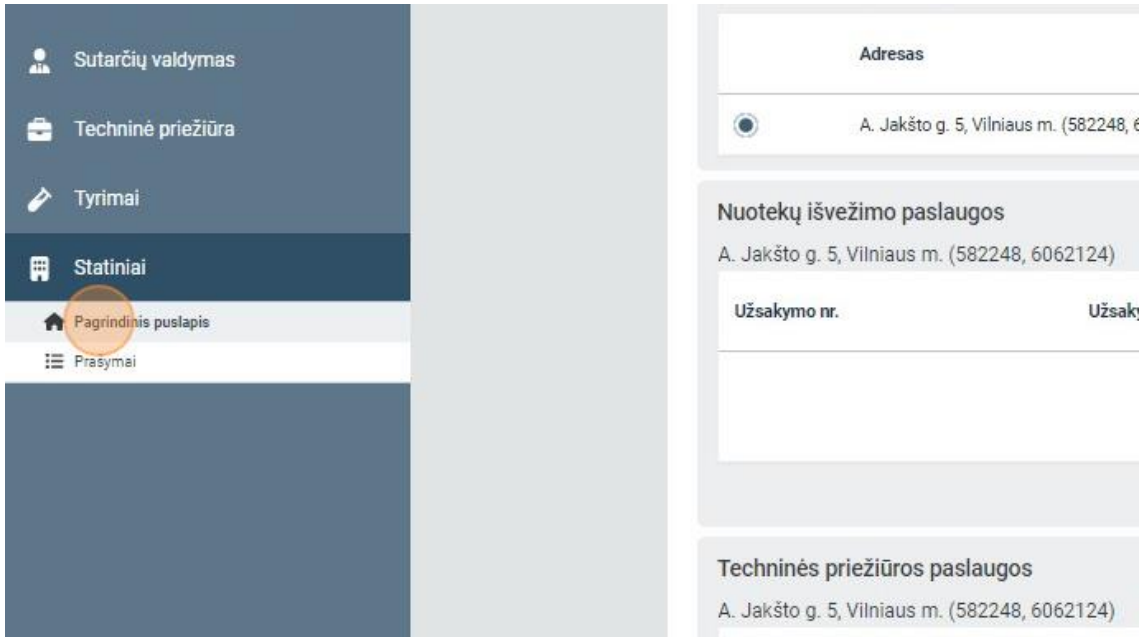 Sutarčių valdymas
Techninė priežiūra
Tyrimai
Statiniai
Pagrindinis puslapis
Prašymai
Adresas
A. Jakšto g. 5, Vilniaus m. (582248,
Nuotekų išvežimo paslaugos
A. Jakšto g. 5, Vilniaus m. (582248, 6062124)
Užsakymo nr.
Techninės priežiūros paslaugos
A. Jakšto g. 5, Vilniaus m. (582248, 6062124)